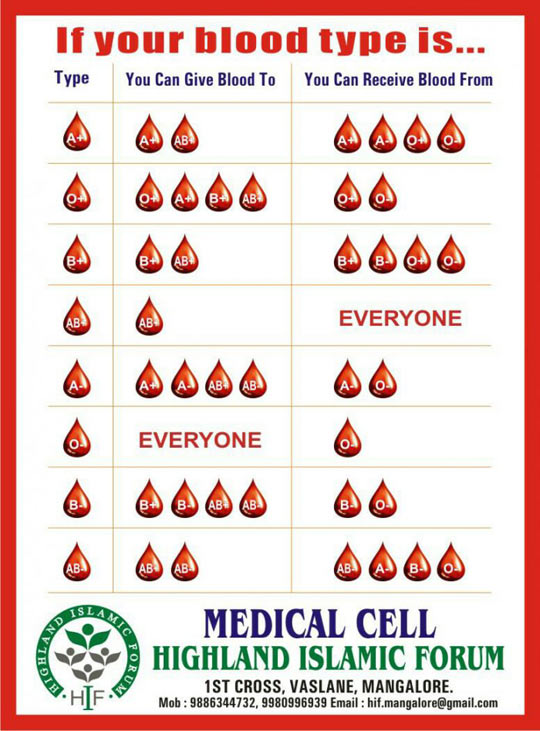 If your blood type is...
Type You Can Give Blood To You Can Receive Blood From
A+ A+ AB+ A+ A- O+ O-
O+ O+ A+ B+ AB+ O+ O-
B+ B+ AB+ B+ B- O+ O-
AB+ AB+ EVERYONE
A- A+ A- AB+ AB- A- O-
O- EVERYONE O-
B- B+ B- AB+ AB- B- O-
AB- AB+ AB- AB- A- B- O-
HIGHLAND ISLAMIC FORUM
HIF
MEDICAL CELL
HIGHLAND ISLAMIC FORUM
1ST CROSS, VASLANE, MANGALORE.
Mob : 9886344732, 9980996939 Email : hif.mangalore@gmail.com